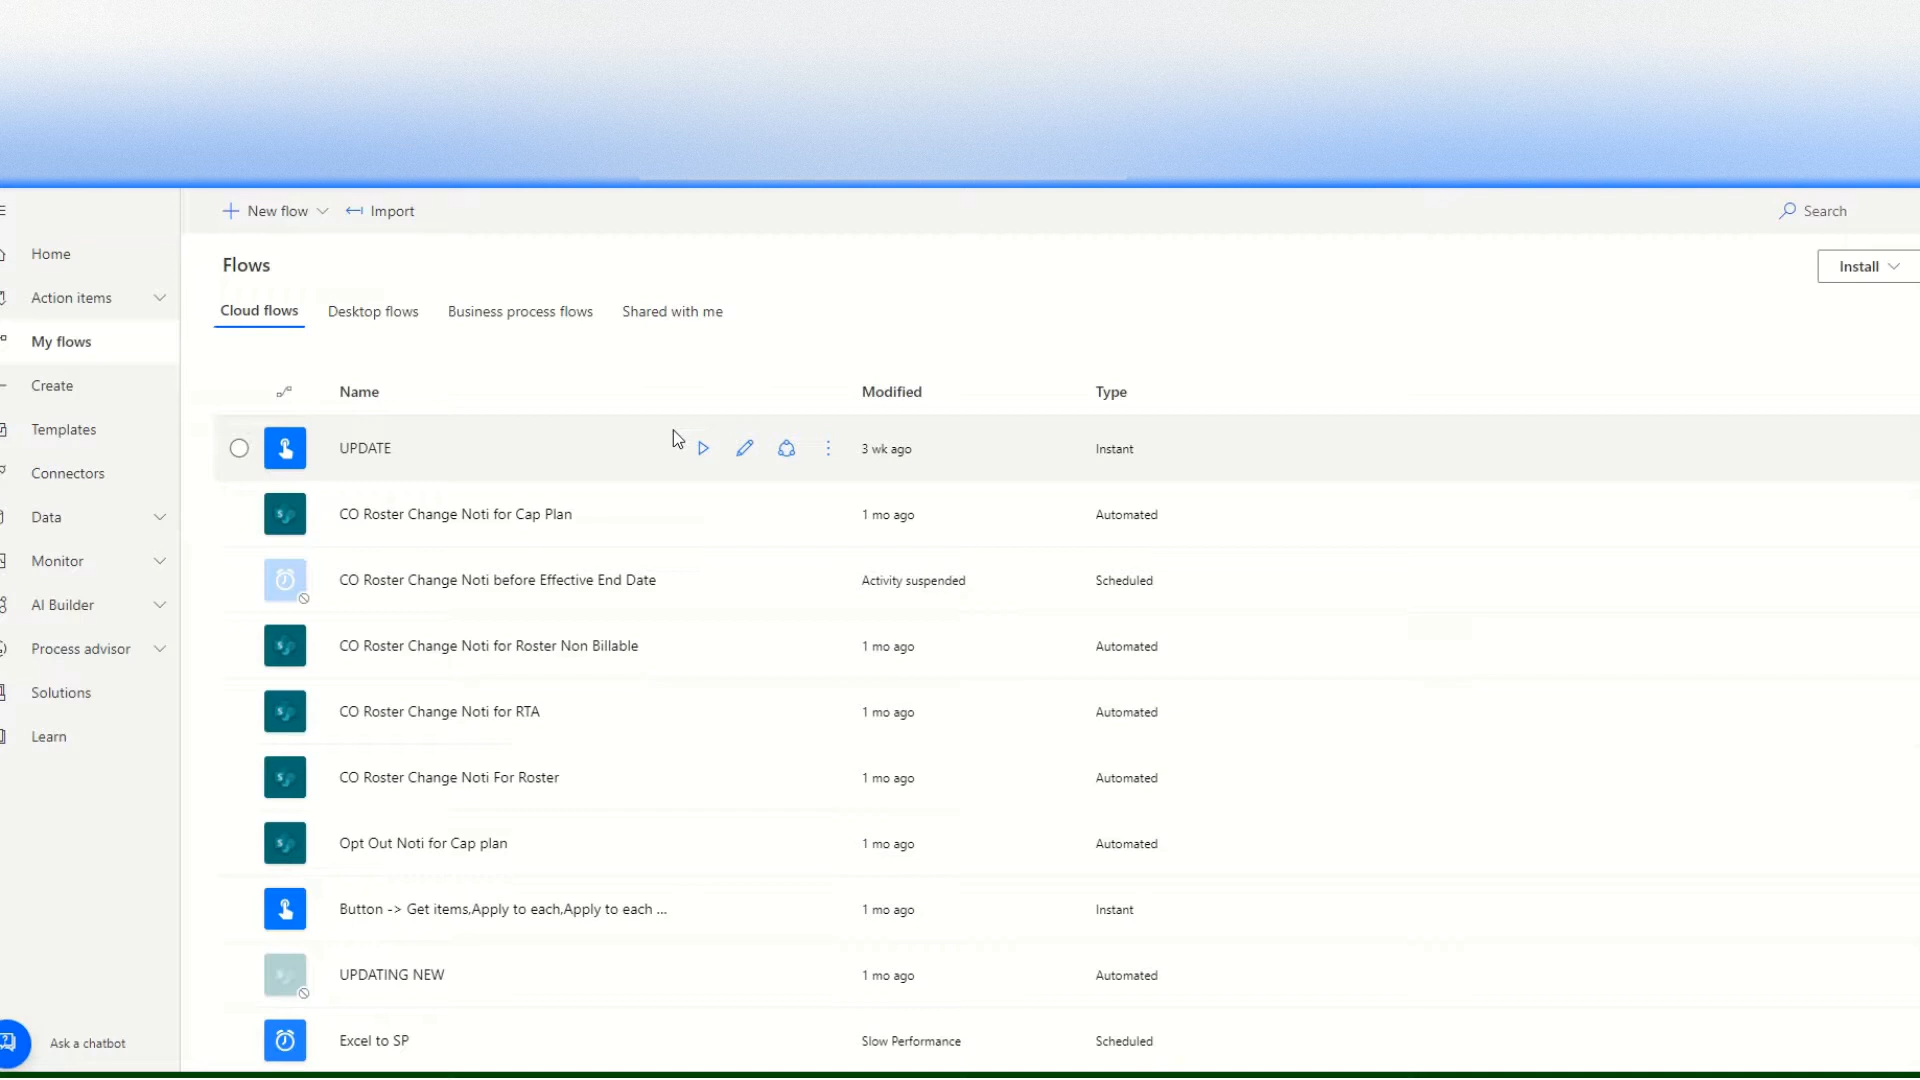 New flow
Import
Search
Home
Action items
My flows
Create
Templates
Connectors
Data
Monitor
AI Builder
Process advisor
Solutions
Learn
Ask a chatbot
Flows
Install
Cloud flows
Desktop flows
Business process flows
Shared with me
Name Modified Type
UPDATE 3 wk ago Instant
CO Roster Change Noti for Cap Plan 1 mo ago Automated
CO Roster Change Noti before Effective End Date Activity suspended Scheduled
CO Roster Change Noti for Roster Non Billable 1 mo ago Automated
CO Roster Change Noti for RTA 1 mo ago Automated
CO Roster Change Noti For Roster 1 mo ago Automated
Opt Out Noti for Cap plan 1 mo ago Automated
Button -> Get items,Apply to each,Apply to each ... 1 mo ago Instant
UPDATING NEW 1 mo ago Automated
Excel to SP Slow Performance Scheduled